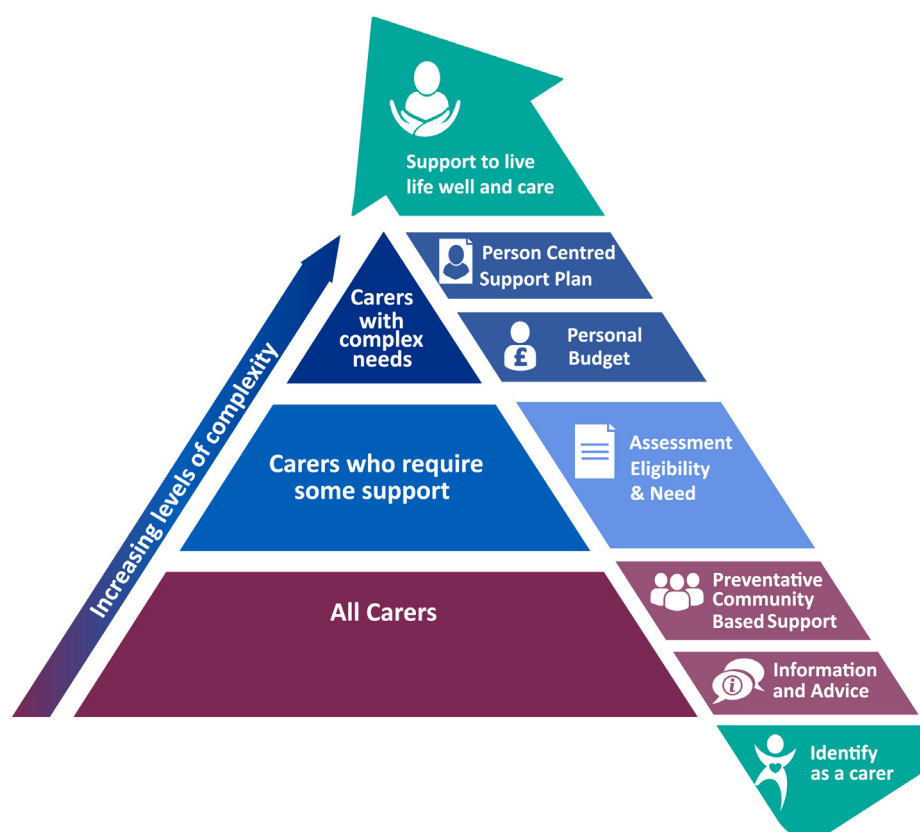 Support to live
life well and care
Person Centred
Support Plan
Carers
with
complex
needs
Personal
Budget
£
Increasing levels of complexity
Carers who require
some support
Assessment
Eligibility
& Need
All Carers
Preventative
Community
Based Support
i
Information
and Advice
Identify
as a carer